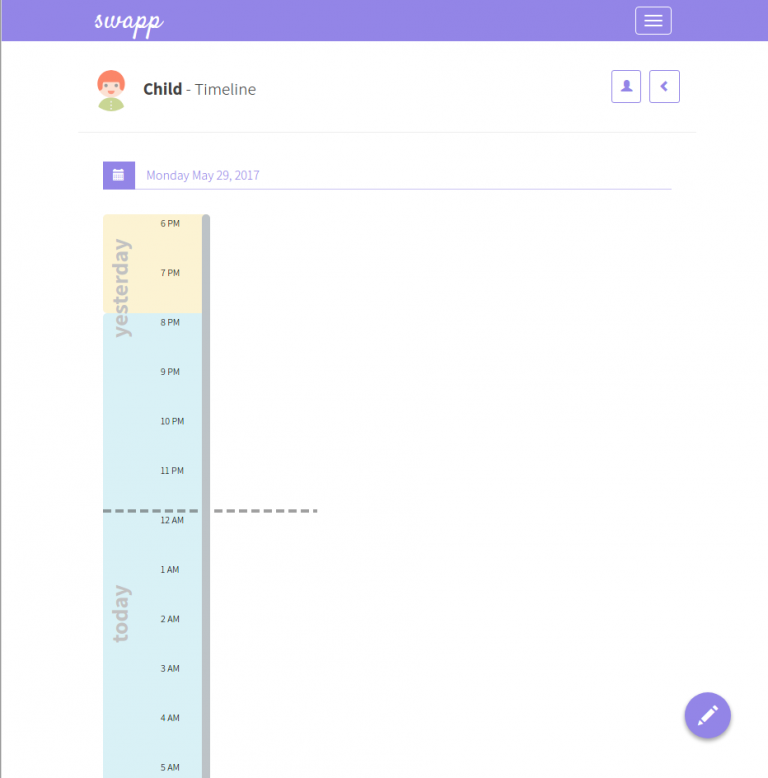 swapp
Child - Timeline
Monday May 29, 2017
yesterday
6 PM
7 PM
8 PM
9 PM
10 PM
11 PM
12 AM
today
1 AM
2 AM
3 AM
4 AM
5 AM